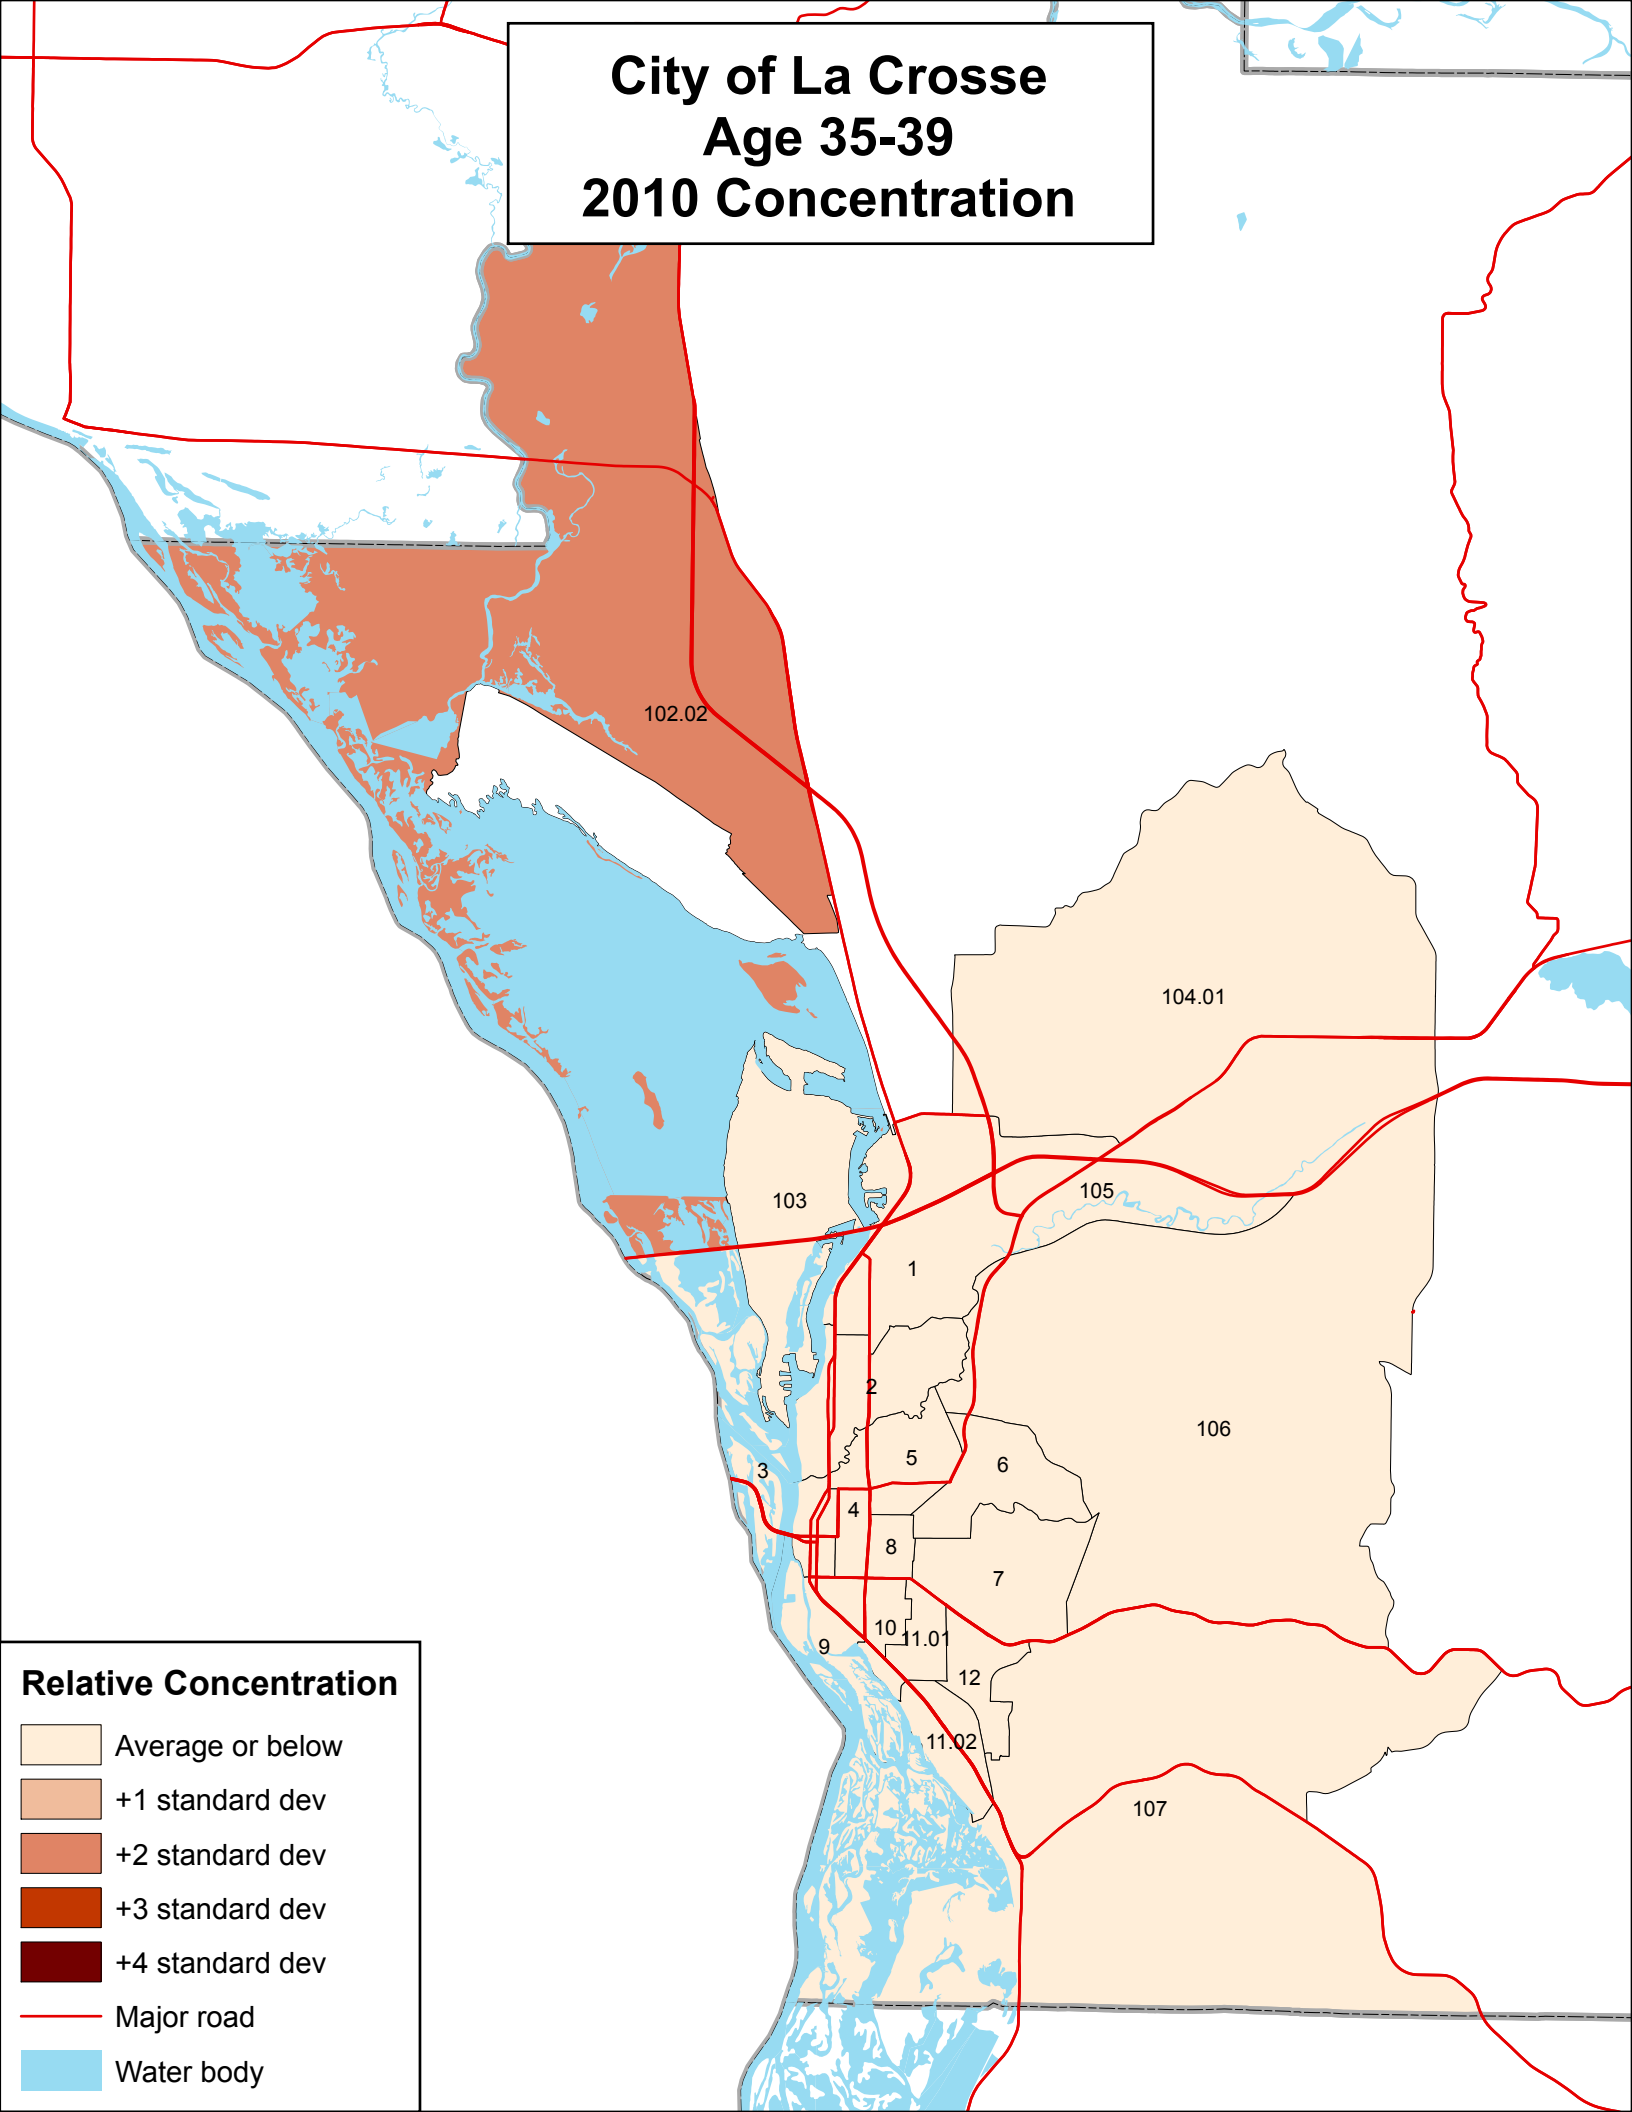 City of La Crosse
Age 35-39
2010 Concentration
102.02
104.01
105
103
1
2
106
5
6
3
4
8
7
10
11.01
9
12
11.02
107
Relative Concentration
Average or below
+1 standard dev
+2 standard dev
+3 standard dev
+4 standard dev
Major road
Water body